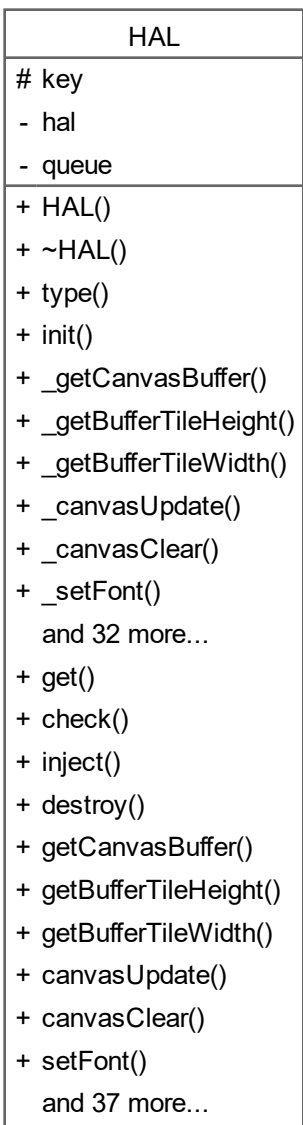 HAL
# key
- hal
- queue
+ HAL()
+ ~HAL()
+ type()
+ init()
+ _getCanvasBuffer()
+ _getBufferTileHeight()
+ _getBufferTileWidth()
+ _canvasUpdate()
+ _canvasClear()
+ _setFont()
and 32 more...
+ get()
+ check()
+ inject()
+ destroy()
+ getCanvasBuffer()
+ getBufferTileHeight()
+ getBufferTileWidth()
+ canvasUpdate()
+ canvasClear()
+ setFont()
and 37 more...